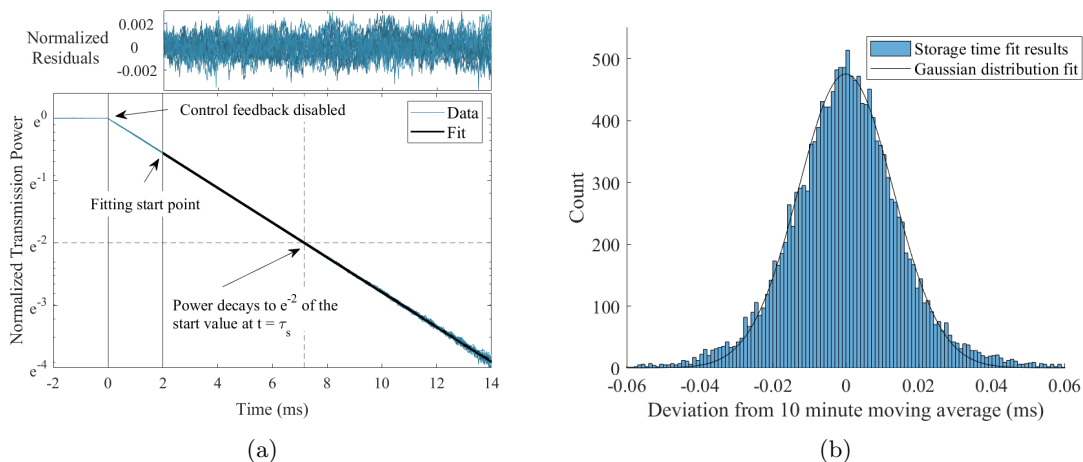 Normalized
Residuals
0.002
0
-0.002
Normalized Transmission Power
e^0
e^-1
e^-2
e^-3
e^-4
Control feedback disabled
Data
Fit
Fitting start point
Power decays to e^-2 of the
start value at t = τ_s
-2
0
2
4
6
8
10
12
14
Time (ms)
(a)
Count
500
400
300
200
100
0
Storage time fit results
Gaussian distribution fit
-0.06
-0.04
-0.02
0
0.02
0.04
0.06
Deviation from 10 minute moving average (ms)
(b)